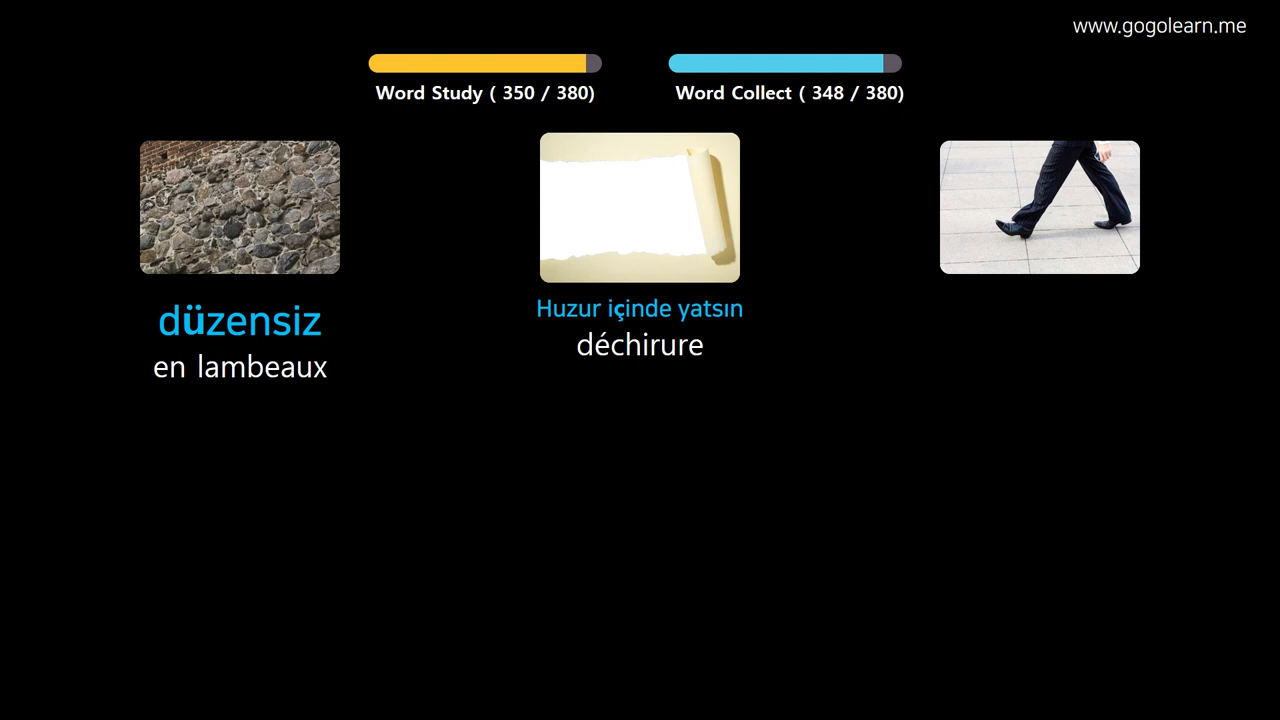 www.gogolearn.me
Word Study ( 350 / 380)
Word Collect ( 348 / 380)
düzensiz
en lambeaux
Huzur içinde yatsın
déchirure